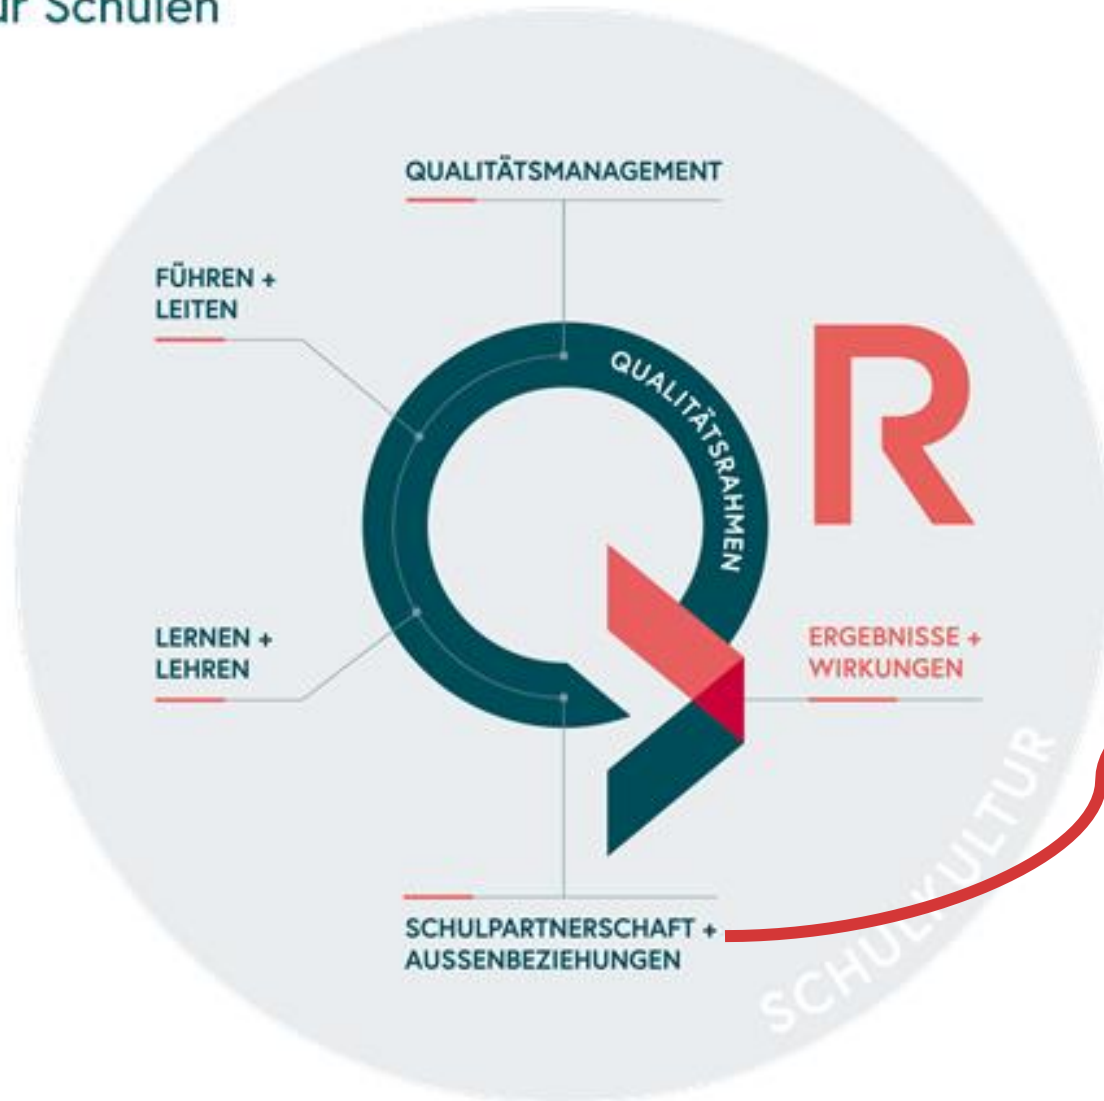 ür Schulen
QUALITÄTSMANAGEMENT
FÜHREN +
LEITEN
QUALITÄTSRAHMEN
R
LERNEN +
LEHREN
ERGEBNISSE +
WIRKUNGEN
SCHULPARTNERSCHAFT +
AUSSENBEZIEHUNGEN
SCHULKULTUR